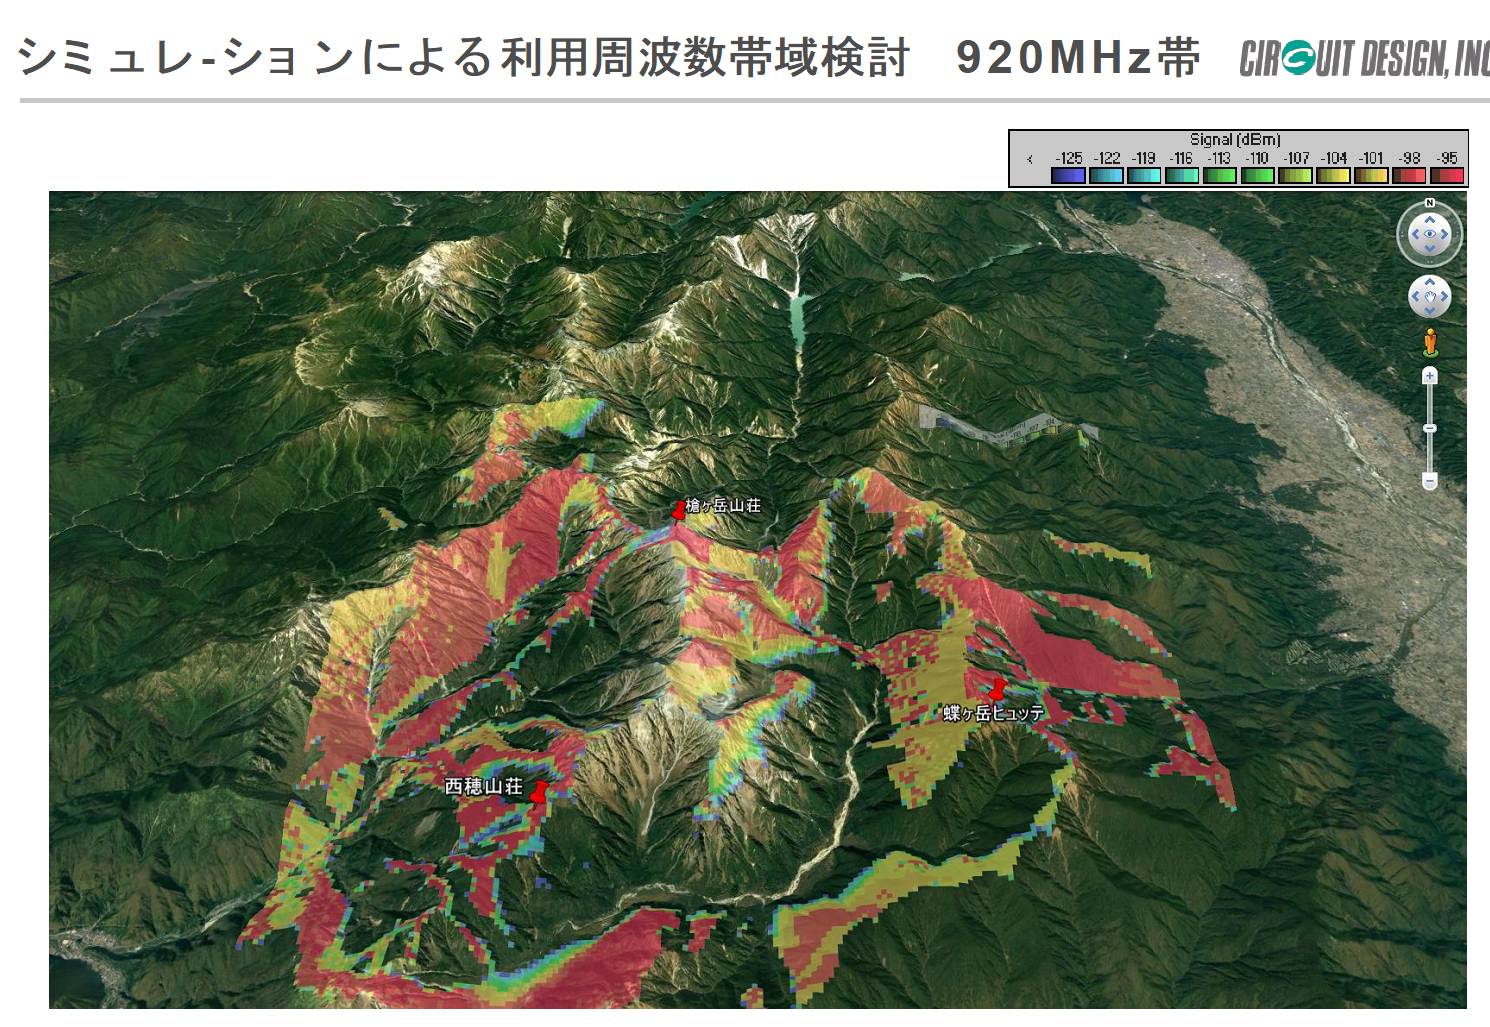 シミュレ-ションによる利用周波数帯域検討　920MHz帯
CIRCUIT DESIGN, INC
Signal (dBm)
< -125 -122 -119 -116 -113 -110 -107 -104 -101 -98 -95
N
槍ヶ岳山荘
蝶ヶ岳ヒュッテ
西穂山荘